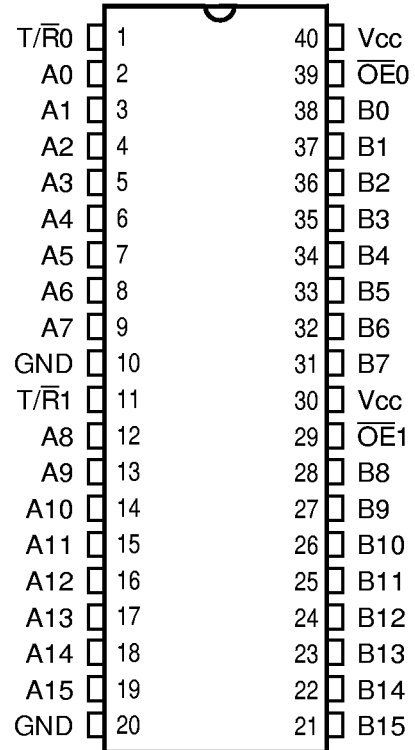 T/R̅0 1 40 Vcc
A0 2 39 O̅E̅0
A1 3 38 B0
A2 4 37 B1
A3 5 36 B2
A4 6 35 B3
A5 7 34 B4
A6 8 33 B5
A7 9 32 B6
GND 10 31 B7
T/R̅1 11 30 Vcc
A8 12 29 O̅E̅1
A9 13 28 B8
A10 14 27 B9
A11 15 26 B10
A12 16 25 B11
A13 17 24 B12
A14 18 23 B13
A15 19 22 B14
GND 20 21 B15